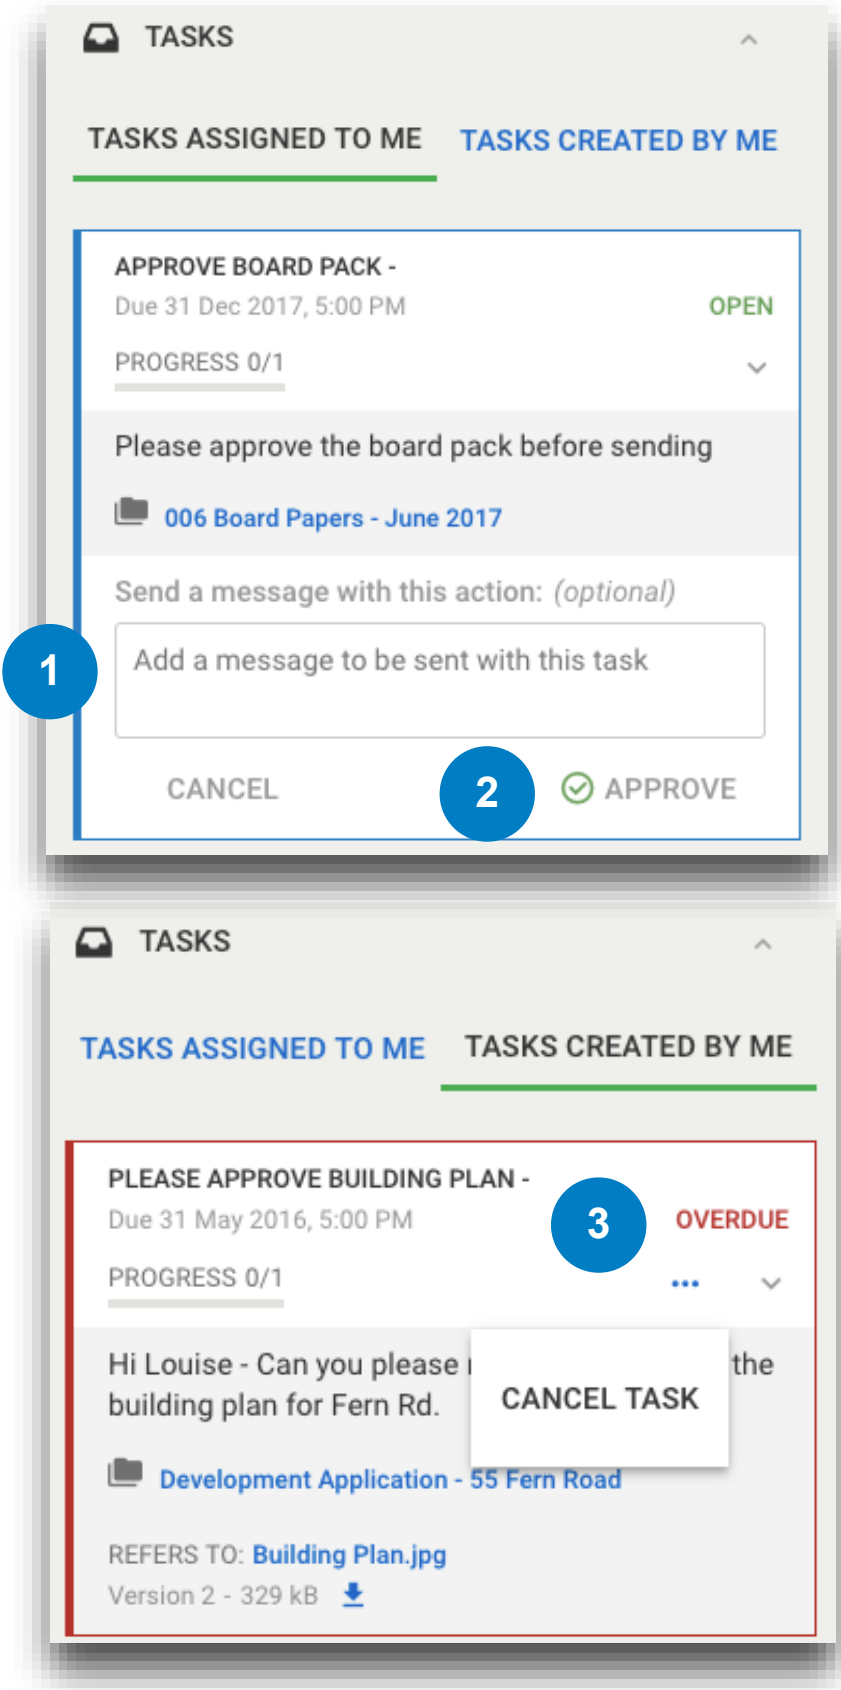 TASKS
TASKS ASSIGNED TO ME TASKS CREATED BY ME
APPROVE BOARD PACK -
Due 31 Dec 2017, 5:00 PM OPEN
PROGRESS 0/1
Please approve the board pack before sending
006 Board Papers - June 2017
Send a message with this action: (optional)
1 Add a message to be sent with this task
CANCEL 2 APPROVE
TASKS
TASKS ASSIGNED TO ME TASKS CREATED BY ME
PLEASE APPROVE BUILDING PLAN -
Due 31 May 2016, 5:00 PM 3 OVERDUE
PROGRESS 0/1 •••
Hi Louise - Can you please the
building plan for Fern Rd. CANCEL TASK
Development Application - 55 Fern Road
REFERS TO: Building Plan.jpg
Version 2 - 329 kB